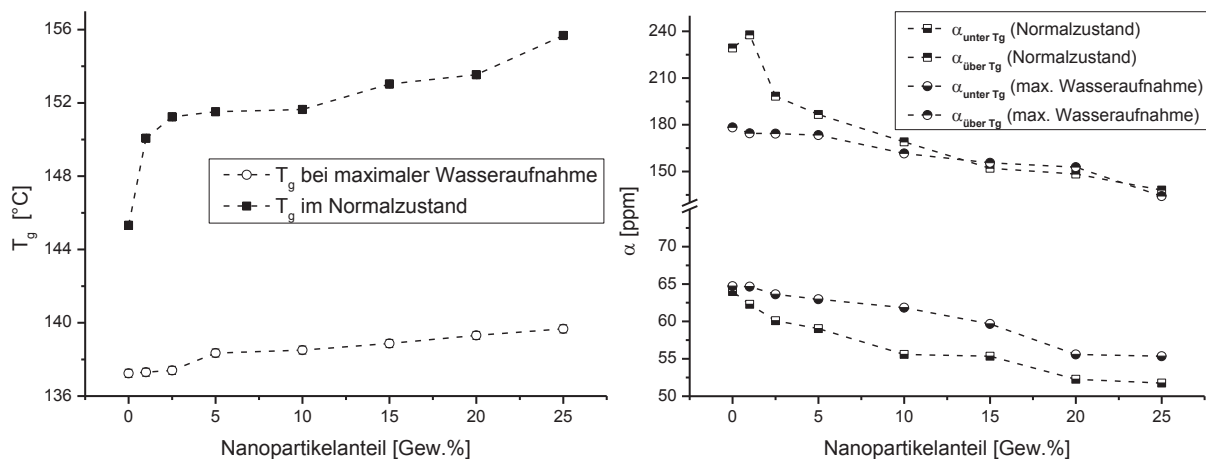 156
152
148
144
140
136
T_g [°C]
T_g bei maximaler Wasseraufnahme
T_g im Normalzustand
0 5 10 15 20 25
Nanopartikelanteil [Gew.%]
α_unter Tg (Normalzustand)
α_über Tg (Normalzustand)
α_unter Tg (max. Wasseraufnahme)
α_über Tg (max. Wasseraufnahme)
240
210
180
150
70
65
60
55
50
α [ppm]
0 5 10 15 20 25
Nanopartikelanteil [Gew.%]